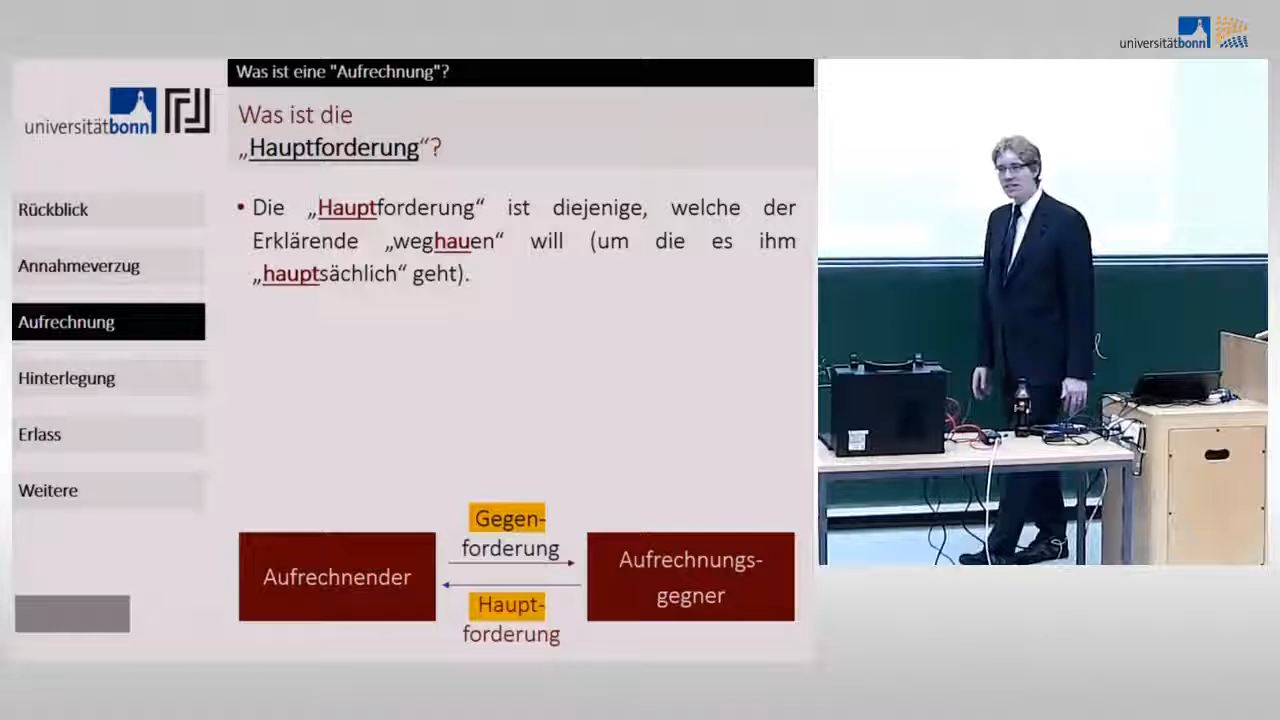 universitätbonn
Was ist eine "Aufrechnung"?
universitätbonn
Was ist die
„Hauptforderung“?
Rückblick
Annahmeverzug
Aufrechnung
Hinterlegung
Erlass
Weitere
• Die „Hauptforderung“ ist diejenige, welche der
Erklärende „weghauen“ will (um die es ihm
„hauptsächlich“ geht).
Aufrechnender
Gegen-
forderung
Haupt-
forderung
Aufrechnungs-
gegner